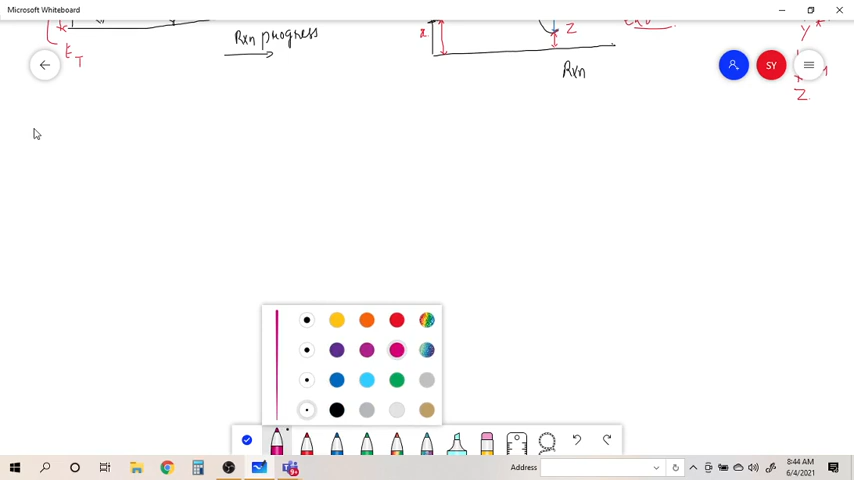 Microsoft Whiteboard
Rxn progress
x
Z
y*
E T
Rxn
SY
Z
Address
8:44 AM
6/4/2021